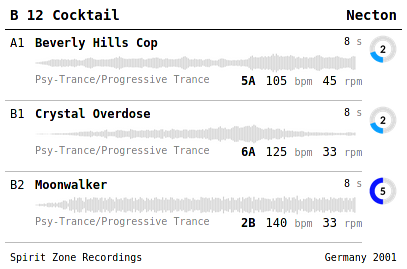 B 12 Cocktail Necton
A1 Beverly Hills Cop 8 s 2
Psy-Trance/Progressive Trance 5A 105 bpm 45 rpm
B1 Crystal Overdose 8 s 2
Psy-Trance/Progressive Trance 6A 125 bpm 33 rpm
B2 Moonwalker 8 s 5
Psy-Trance/Progressive Trance 2B 140 bpm 33 rpm
Spirit Zone Recordings Germany 2001